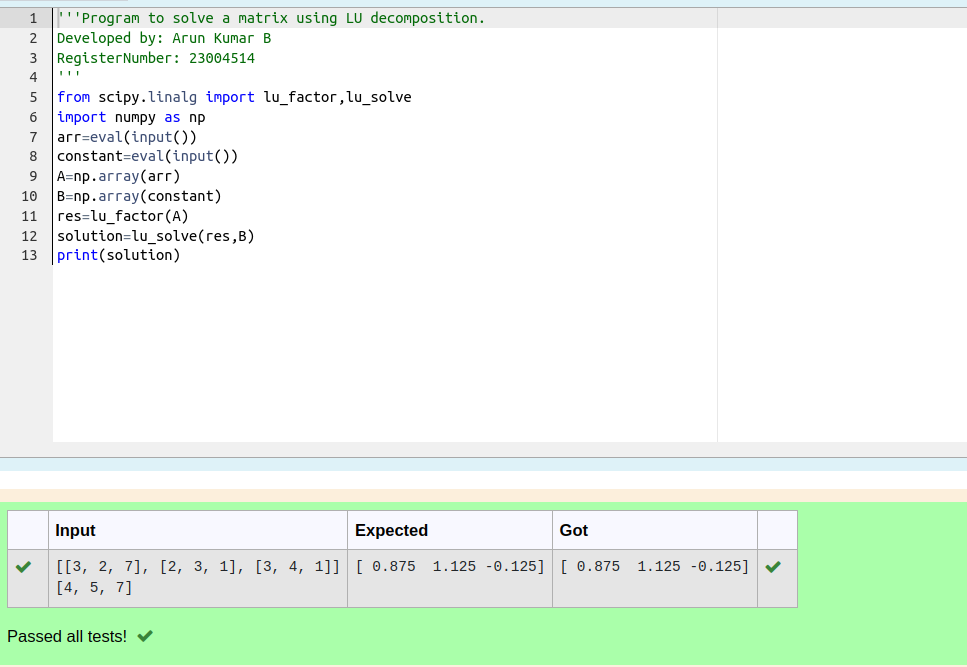 1 '''Program to solve a matrix using LU decomposition.
2 Developed by: Arun Kumar B
3 RegisterNumber: 23004514
4 '''
5 from scipy.linalg import lu_factor,lu_solve
6 import numpy as np
7 arr=eval(input())
8 constant=eval(input())
9 A=np.array(arr)
10 B=np.array(constant)
11 res=lu_factor(A)
12 solution=lu_solve(res,B)
13 print(solution)
Input Expected Got
[[3, 2, 7], [2, 3, 1], [3, 4, 1]] [ 0.875  1.125 -0.125] [ 0.875  1.125 -0.125]
[4, 5, 7]
Passed all tests!